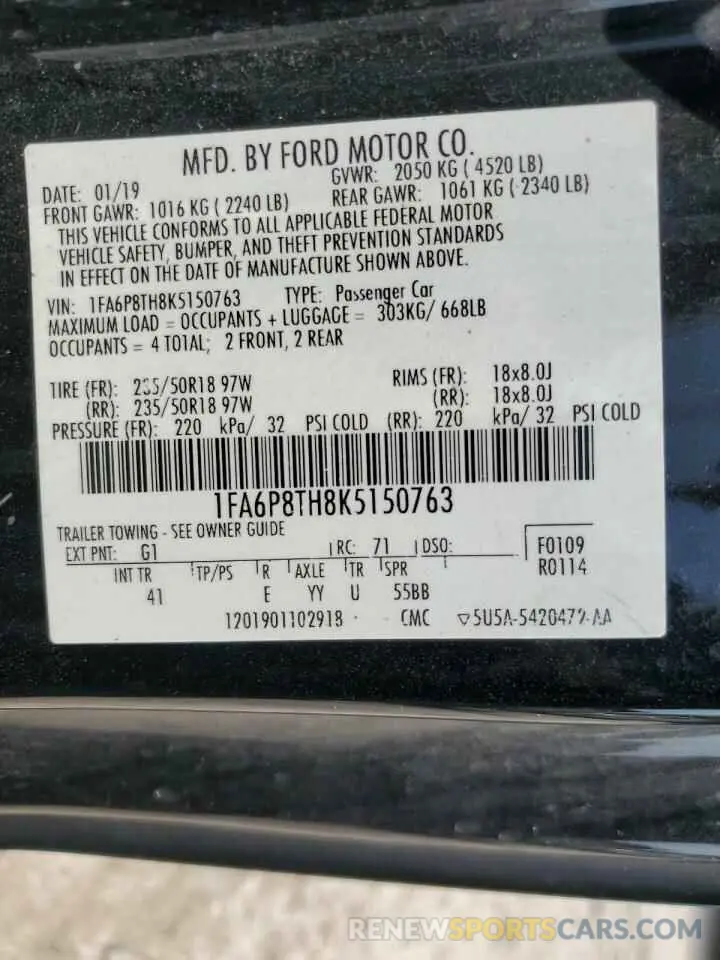 MFD. BY FORD MOTOR CO.
DATE: 01/19 GVWR: 2050 KG ( 4520 LB)
FRONT GAWR: 1016 KG ( 2240 LB) REAR GAWR: 1061 KG ( 2340 LB)
THIS VEHICLE CONFORMS TO ALL APPLICABLE FEDERAL MOTOR
VEHICLE SAFETY, BUMPER, AND THEFT PREVENTION STANDARDS
IN EFFECT ON THE DATE OF MANUFACTURE SHOWN ABOVE.
VIN: 1FA6P8TH8K5150763 TYPE: Passenger Car
MAXIMUM LOAD = OCCUPANTS + LUGGAGE = 303KG/ 668LB
OCCUPANTS = 4 TOTAL; 2 FRONT, 2 REAR
TIRE (FR): 235/50R18 97W RIMS (FR): 18x8.0J
(RR): 235/50R18 97W (RR): 18x8.0J
PRESSURE (FR): 220 kPa/ 32 PSI COLD (RR): 220 kPa/ 32 PSI COLD
1FA6P8TH8K5150763
TRAILER TOWING - SEE OWNER GUIDE
EXT PNT: G1 RC: 71 DSO: F0109
INT TR TP/PS R AXLE TR SPR R0114
41 E YY U 55BB
1201901102918 CMC ▽5U5A-5420472-AA
RENEWSPORTSCARS.COM